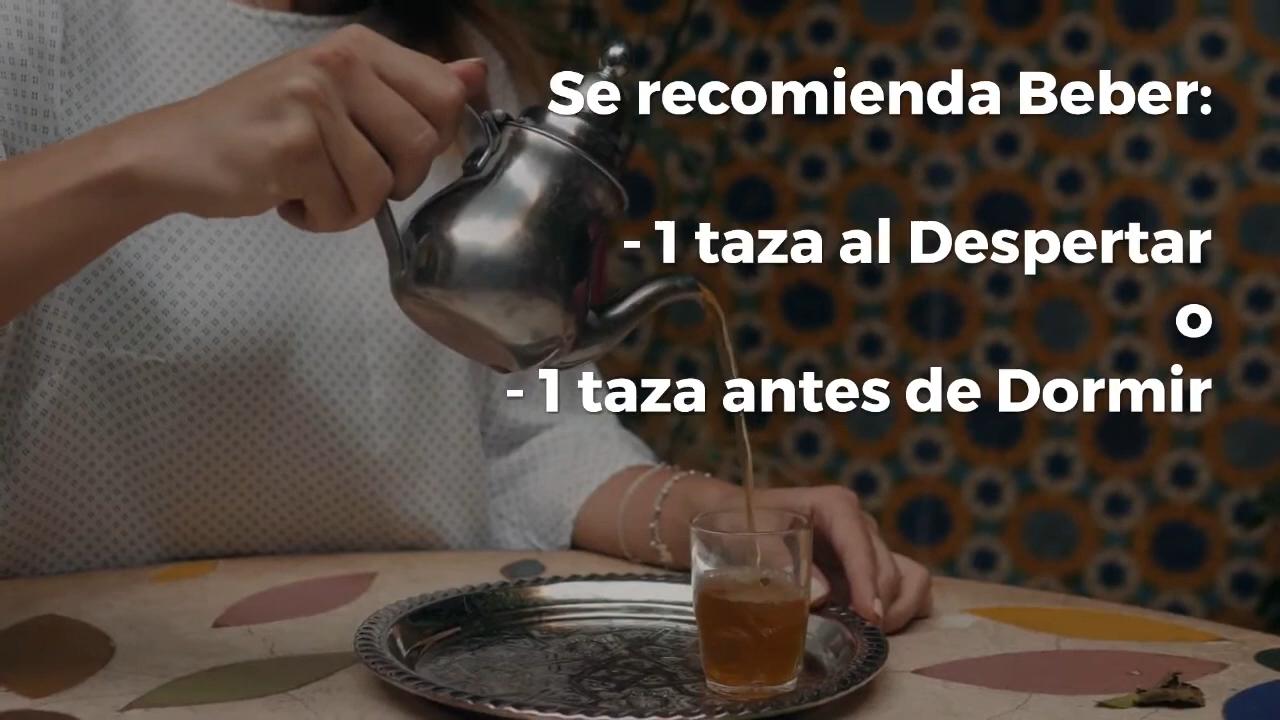 Se recomienda Beber:
- 1 taza al Despertar
o
- 1 taza antes de Dormir